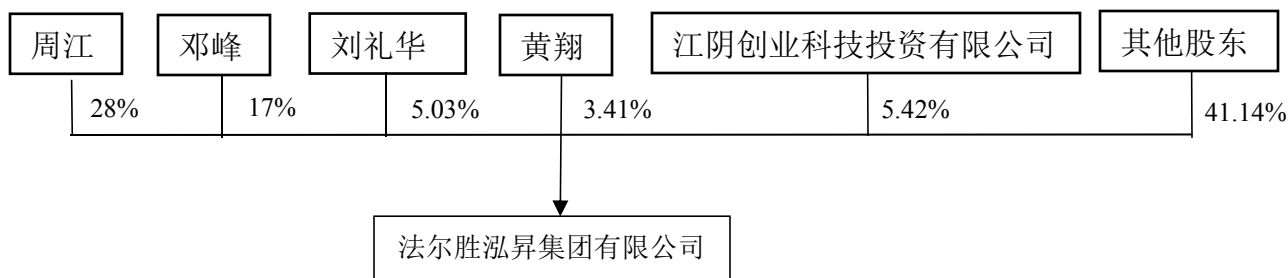 周江 邓峰 刘礼华 黄翔 江阴创业科技投资有限公司 其他股东
28% 17% 5.03% 3.41% 5.42% 41.14%
法尔胜泓昇集团有限公司